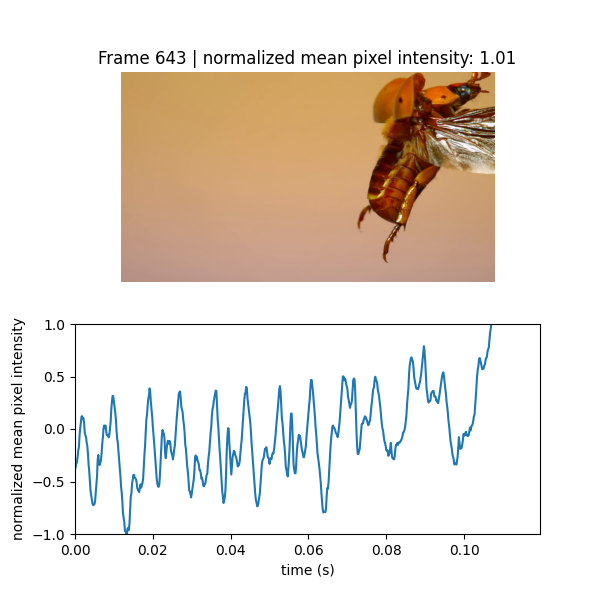 Frame 643 | normalized mean pixel intensity: 1.01
normalized mean pixel intensity
1.0
0.5
0.0
−0.5
−1.0
0.00 0.02 0.04 0.06 0.08 0.10
time (s)